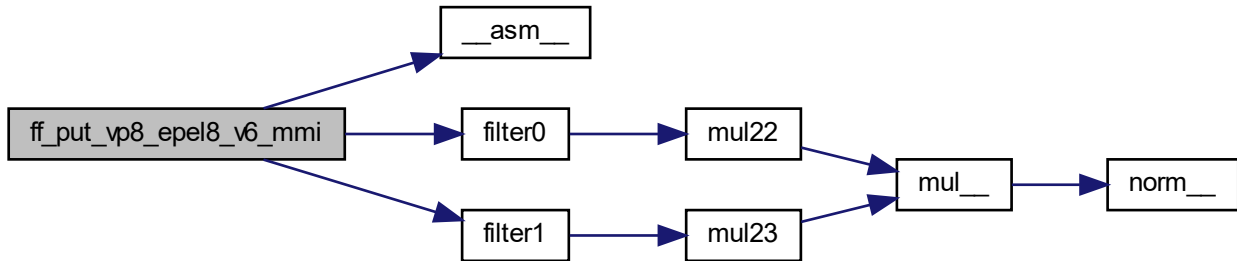 __asm__
ff_put_vp8_epel8_v6_mmi
filter0
mul22
mul__
norm__
filter1
mul23